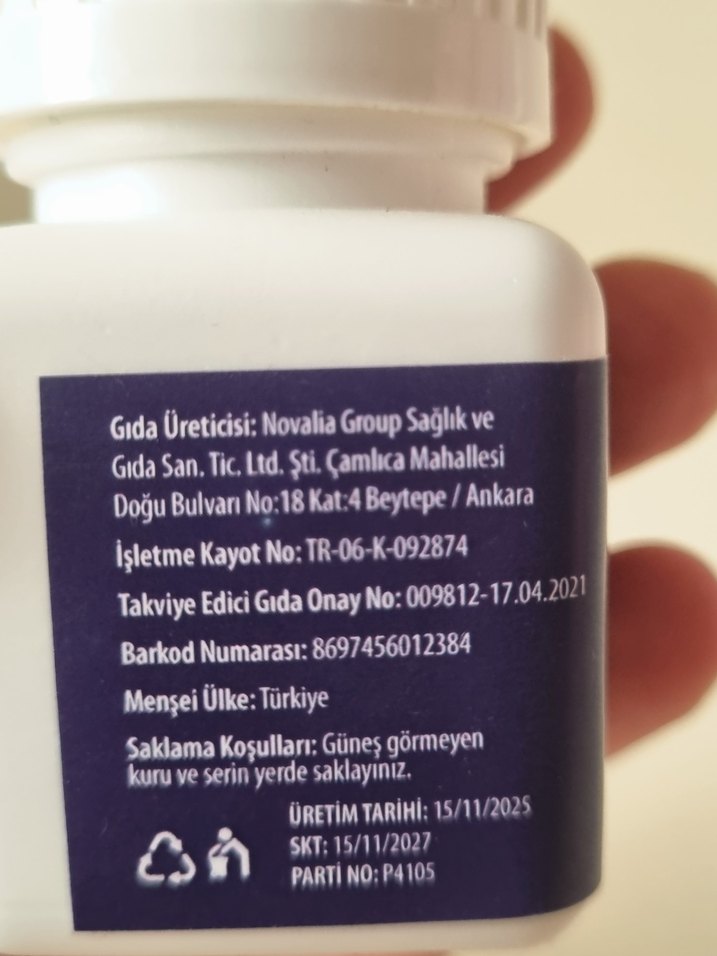 Gıda Üreticisi: Novalia Group Sağlık ve
Gıda San. Tic. Ltd. Şti. Çamlıca Mahallesi
Doğu Bulvarı No:18 Kat:4 Beytepe / Ankara
İşletme Kayot No: TR-06-K-092874
Takviye Edici Gıda Onay No: 009812-17.04.2021
Barkod Numarası: 8697456012384
Menşei Ülke: Türkiye
Saklama Koşulları: Güneş görmeyen
kuru ve serin yerde saklayınız.
ÜRETİM TARİHİ: 15/11/2025
SKT: 15/11/2027
PARTİ NO: P4105